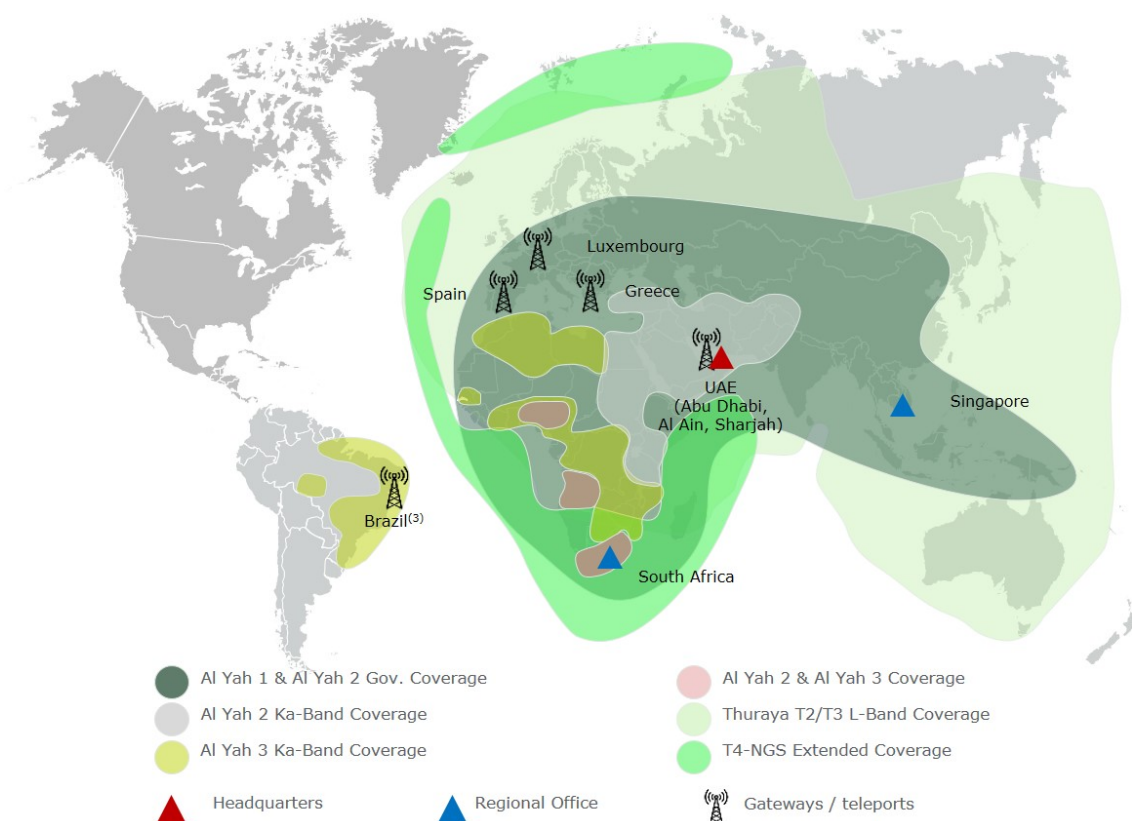 Luxembourg
Spain
Greece
UAE
(Abu Dhabi,
Al Ain, Sharjah)
Singapore
Brazil(3)
South Africa
Al Yah 1 & Al Yah 2 Gov. Coverage
Al Yah 2 & Al Yah 3 Coverage
Al Yah 2 Ka-Band Coverage
Thuraya T2/T3 L-Band Coverage
Al Yah 3 Ka-Band Coverage
T4-NGS Extended Coverage
Headquarters
Regional Office
Gateways / teleports